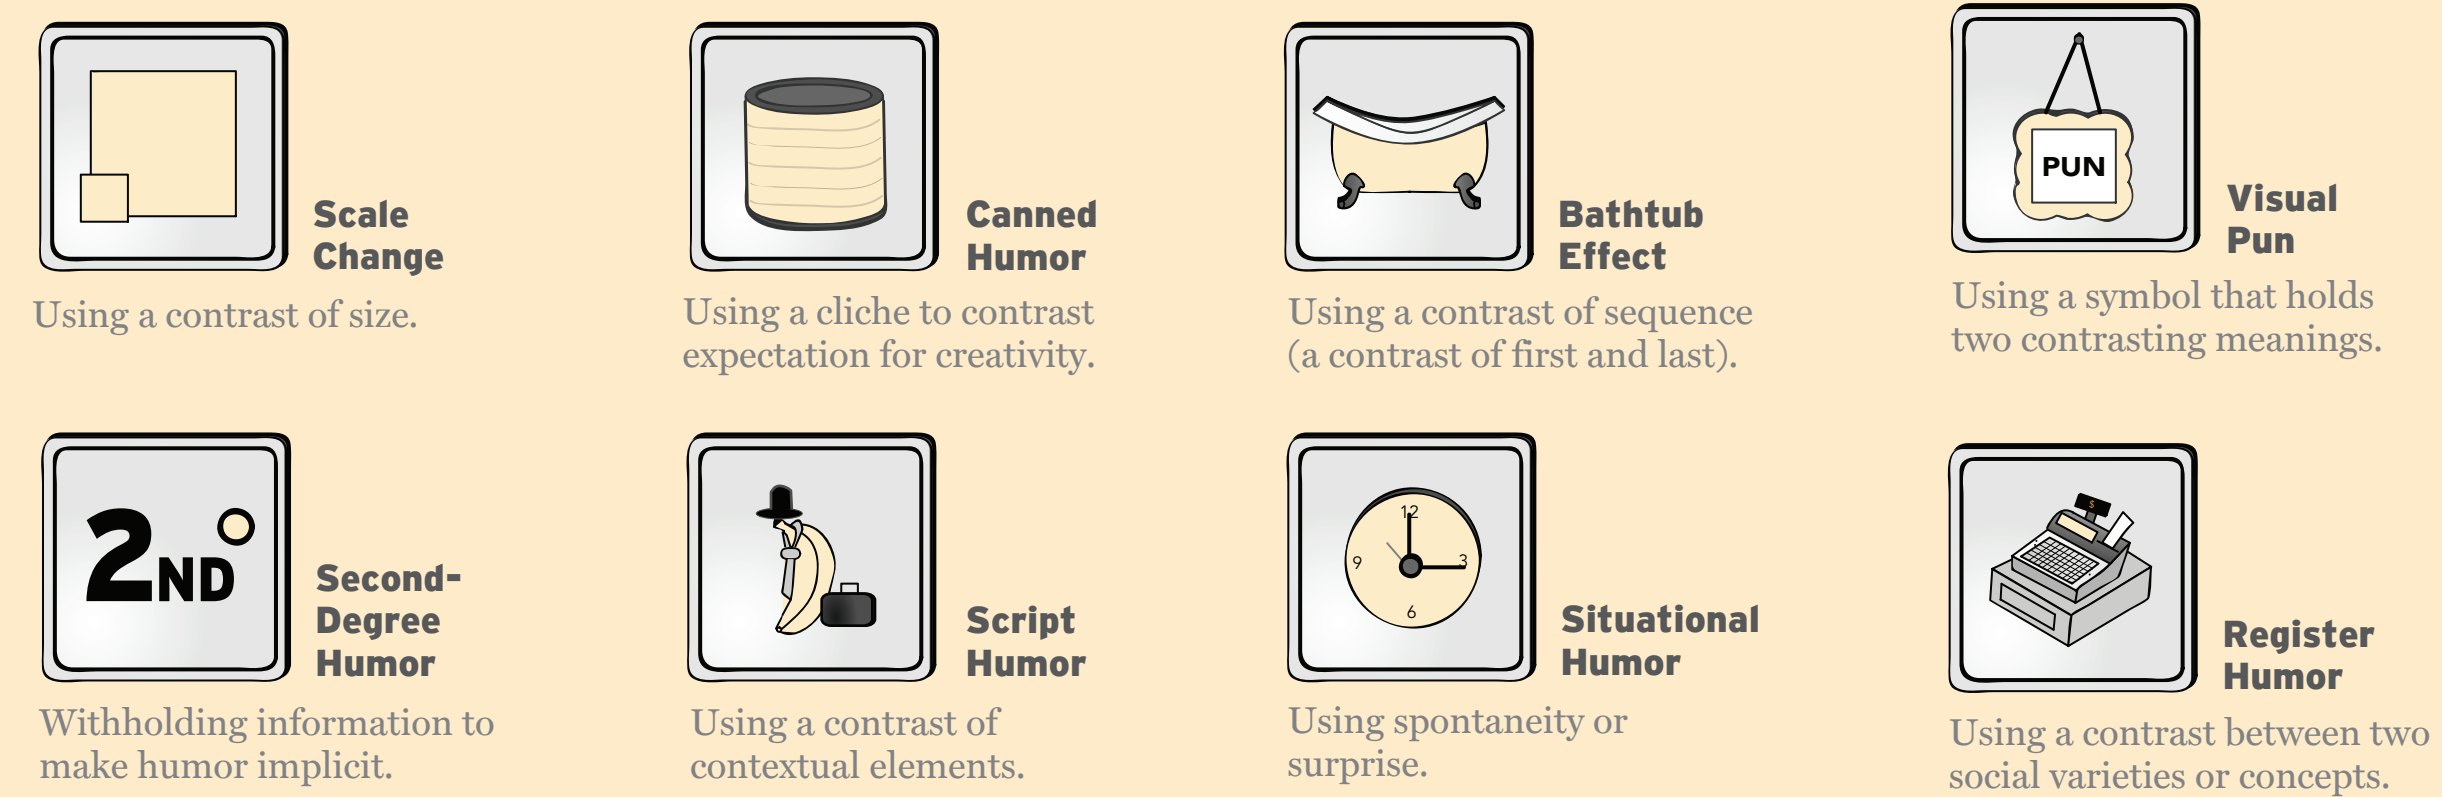 Scale
Change
Using a contrast of size.
Canned
Humor
Using a cliche to contrast
expectation for creativity.
Bathtub
Effect
Using a contrast of sequence
(a contrast of first and last).
PUN
Visual
Pun
Using a symbol that holds
two contrasting meanings.
2ND
Second-
Degree
Humor
Withholding information to
make humor implicit.
Script
Humor
Using a contrast of
contextual elements.
12
9 3
6
Situational
Humor
Using spontaneity or
surprise.
$
Register
Humor
Using a contrast between two
social varieties or concepts.